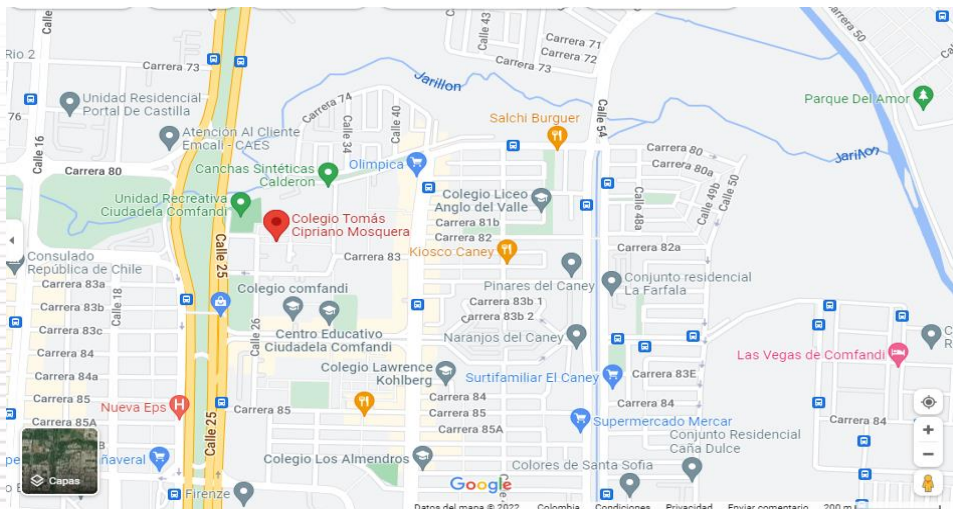 Calle
Calle 43
Carrera 71
Carrera 72
Carrera 73
Carrera 50
Rio 2
Carrera 73
Jarillon
Calle 54
Unidad Residencial
Portal De Castilla
Carrera 74
Calle 40
Salchi Burguer
Parque Del Amor
76
Calle 16
Atención Al Cliente
Emcali - CAES
Calle 34
Olimpica
Carrera 80
Carrera 80a
Jarillon
Carrera 80
Canchas Sintéticas
Calderon
Calle 49b
Calle 50
Unidad Recreativa
Ciudadela Comfandi
Colegio Liceo
Anglo del Valle
Calle 48a
Colegio Tomás
Cipriano Mosquera
Carrera 81b
Carrera 82
Carrera 82a
Calle 25
Kiosco Caney
Consulado
República de Chile
Carrera 83
Carrera 83a
Colegio comfandi
Pinares del Caney
Conjunto residencial
La Farfala
Carrera 83b
Calle 18
Carrera 83b 1
Carrera 83b 2
Carrera 83c
Calle 26
Centro Educativo
Ciudadela Comfandi
Naranjos del Caney
Carrera 84
Las Vegas de Comfandi
Colegio Lawrence
Kohlberg
Carrera 84a
Surtifamiliar El Caney
Carrera 83E
Carrera 85
Nueva Eps
Carrera 85
Carrera 84
Carrera 85
Carrera 84
Carrera 85A
Calle 25
Carrera 85A
Supermercado Mercar
Carrera 84
Conjunto Residencial
Caña Dulce
Colegio Los Almendros
Colores de Santa Sofia
Capas
Firenze
Google
Datos del mapa © 2022 Colombia Condiciones Privacidad Enviar comentario 200 m